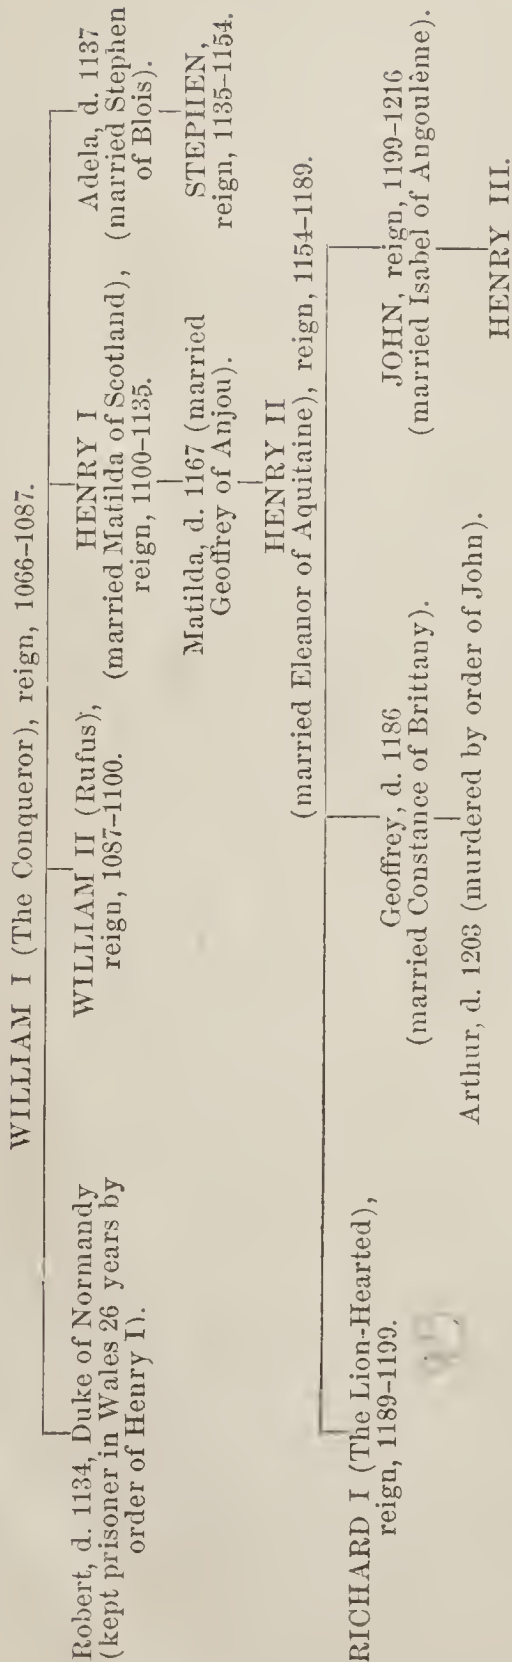 WILLIAM I (The Conqueror), reign, 1066–1087.
Robert, d. 1134, Duke of Normandy
(kept prisoner in Wales 26 years by
order of Henry I).
WILLIAM II (Rufus),
reign, 1087–1100.
HENRY I
(married Matilda of Scotland),
reign, 1100–1135.
Adela, d. 1137
(married Stephen
of Blois).
Matilda, d. 1167 (married
Geoffrey of Anjou).
STEPHEN,
reign, 1135–1154.
HENRY II
(married Eleanor of Aquitaine), reign, 1154–1189.
RICHARD I (The Lion-Hearted),
reign, 1189–1199.
Geoffrey, d. 1186
(married Constance of Brittany).
JOHN, reign, 1199–1216
(married Isabel of Angoulême).
Arthur, d. 1203 (murdered by order of John).
HENRY III.